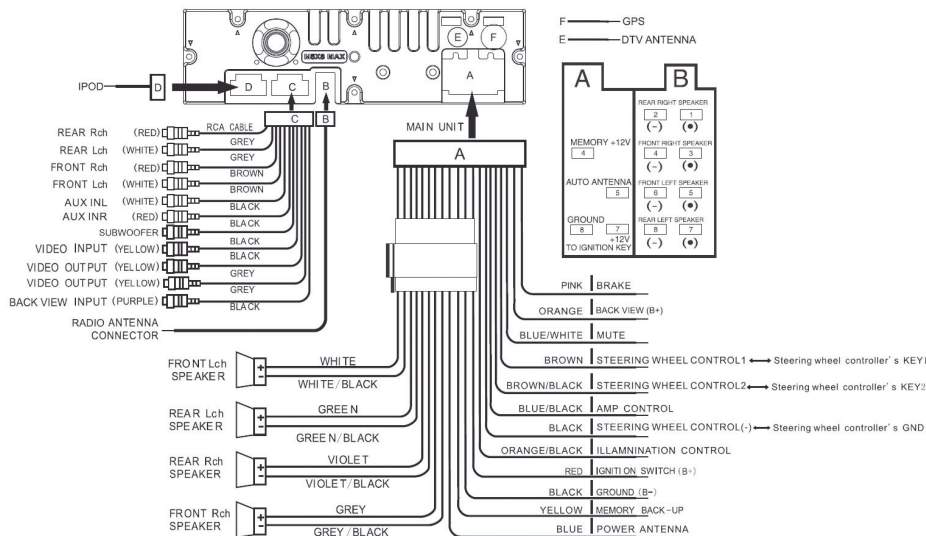 F GPS
E DTV ANTENNA
NSX6 MAX
E F
A
D C B
IPOD D
C B
MAIN UNIT
A
REAR Rch (RED) RCA CABLE
GREY
REAR Lch (WHITE)
GREY
FRONT Rch (RED)
BROWN
FRONT Lch (WHITE)
BROWN
AUX INL (WHITE)
BLACK
AUX INR (RED)
BLACK
SUBWOOFER
BLACK
VIDEO INPUT (YELLOW)
BLACK
VIDEO OUTPUT (YELLOW)
GREY
VIDEO OUTPUT (YELLOW)
GREY
BACK VIEW INPUT (PURPLE)
BLACK
RADIO ANTENNA
CONNECTOR
A B
REAR RIGHT SPEAKER
2 1
(-) (•)
MEMORY +12V
4
FRONT RIGHT SPEAKER
4 3
(-) (•)
AUTO ANTENNA
5
FRONT LEFT SPEAKER
6 5
(-) (•)
GROUND
8 7
+12V
TO IGNITION KEY
REAR LEFT SPEAKER
8 7
(-) (•)
FRONT Lch
SPEAKER
+
-
WHITE
WHITE/BLACK
REAR Lch
SPEAKER
+
-
GREEN
GREEN/BLACK
REAR Rch
SPEAKER
+
-
VIOLET
VIOLET/BLACK
FRONT Rch
SPEAKER
+
-
GREY
GREY/BLACK
PINK BRAKE
ORANGE BACK VIEW (B+)
BLUE/WHITE MUTE
BROWN STEERING WHEEL CONTROL1 Steering wheel controller's KEY1
BROWN/BLACK STEERING WHEEL CONTROL2 Steering wheel controller's KEY2
BLUE/BLACK AMP CONTROL
BLACK STEERING WHEEL CONTROL(-) Steering wheel controller's GND
ORANGE/BLACK ILLAMNINATION CONTROL
RED IGNITION SWITCH (B+)
BLACK GROUND (B-)
YELLOW MEMORY BACK-UP
BLUE POWER ANTENNA